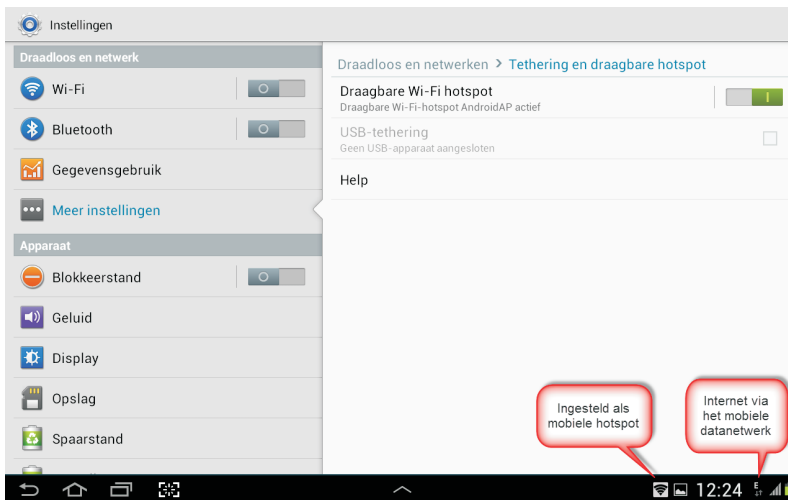 Instellingen
Draadloos en netwerk
Draadloos en netwerken > Tethering en draagbare hotspot
Wi-Fi
Draagbare Wi-Fi hotspot
Draagbare Wi-Fi-hotspot AndroidAP actief
Bluetooth
USB-tethering
Geen USB-apparaat aangesloten
Gegevensgebruik
Help
Meer instellingen
Apparaat
Blokkeerstand
Geluid
Display
Opslag
Spaarstand
Ingesteld als
mobiele hotspot
Internet via
het mobiele
datanetwerk
12:24
E